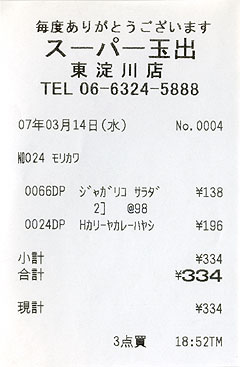 毎度ありがとうございます
スーパー玉出
東淀川店
TEL 06-6324-5888
07年03月14日(水) No.0004
№024 モリカワ
0066DP ジャガリコ サラダ ¥138
2] @98
0024DP Hカリーヤカレーハヤシ ¥196
小計 ¥334
合計 ¥334
現計 ¥334
3点買 18:52TM